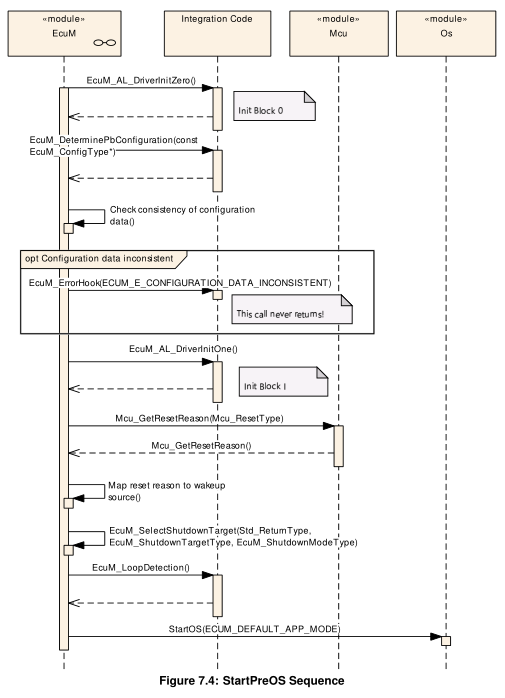 «module»
EcuM
Integration Code
«module»
Mcu
«module»
Os
EcuM_AL_DriverInitZero()
Init Block 0
EcuM_DeterminePbConfiguration(const
EcuM_ConfigType*)
Check consistency of configuration
data()
opt Configuration data inconsistent
EcuM_ErrorHook(ECUM_E_CONFIGURATION_DATA_INCONSISTENT)
This call never returns!
EcuM_AL_DriverInitOne()
Init Block I
Mcu_GetResetReason(Mcu_ResetType)
Mcu_GetResetReason()
Map reset reason to wakeup
source()
EcuM_SelectShutdownTarget(Std_ReturnType,
EcuM_ShutdownTargetType, EcuM_ShutdownModeType)
EcuM_LoopDetection()
StartOS(ECUM_DEFAULT_APP_MODE)
Figure 7.4: StartPreOS Sequence